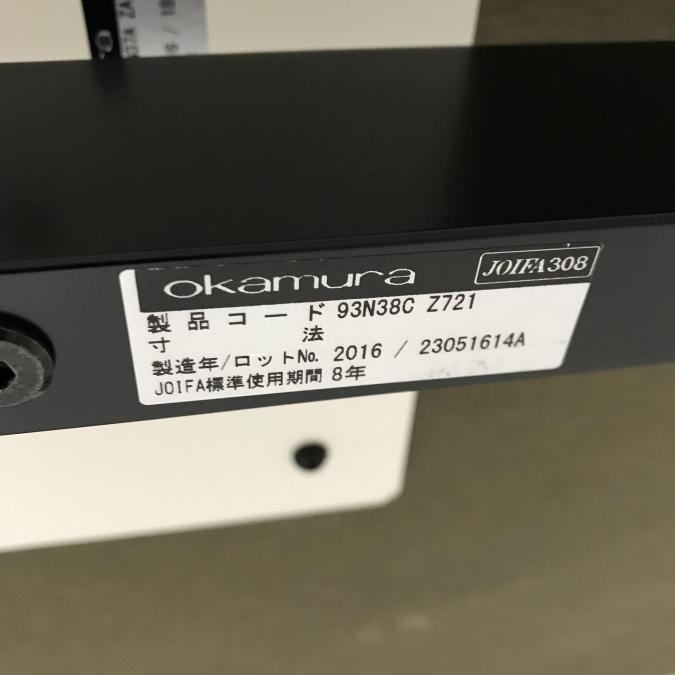 okamura
JOIFA308
製品コード 93N38C Z721
寸法
製造年/ロットNo. 2016 / 23051614A
JOIFA標準使用期間 8年